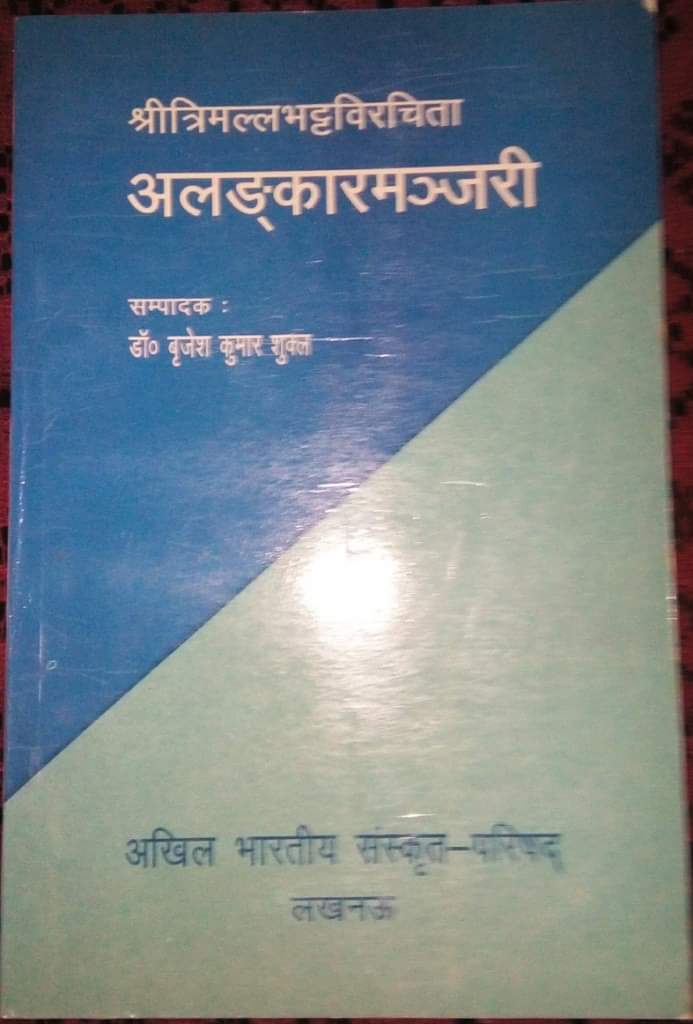 श्रीत्रिमल्लभट्टविरचिता
अलङ्कारमञ्जरी
सम्पादक :
डॉ० बृजेश कुमार शुक्ल
अखिल भारतीय संस्कृत-परिषद्
लखनऊ